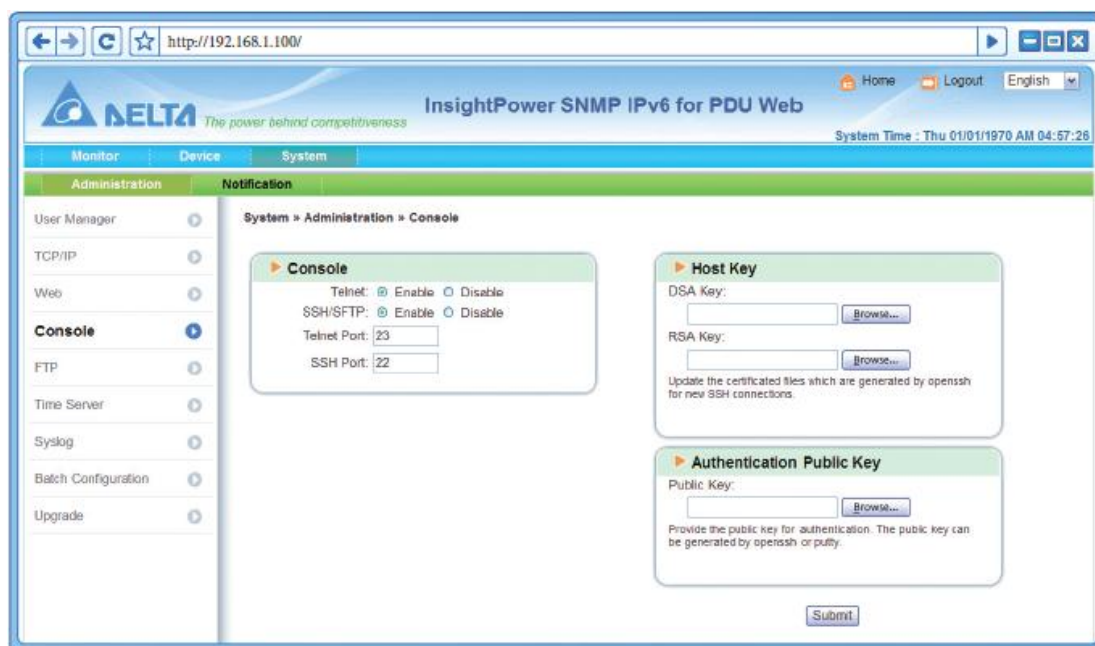 http://192.168.1.100/
Home Logout English
DELTA The power behind competitiveness InsightPower SNMP IPv6 for PDU Web
System Time : Thu 01/01/1970 AM 04:57:26
Monitor Device System
Administration Notification
User Manager
TCP/IP
Web
Console
FTP
Time Server
Syslog
Batch Configuration
Upgrade
System » Administration » Console
Console
Telnet: Enable Disable
SSH/SFTP: Enable Disable
Telnet Port: 23
SSH Port: 22
Host Key
DSA Key:
Browse...
RSA Key:
Browse...
Update the certificated files which are generated by openssh
for new SSH connections.
Authentication Public Key
Public Key:
Browse...
Provide the public key for authentication. The public key can
be generated by openssh or putty.
Submit